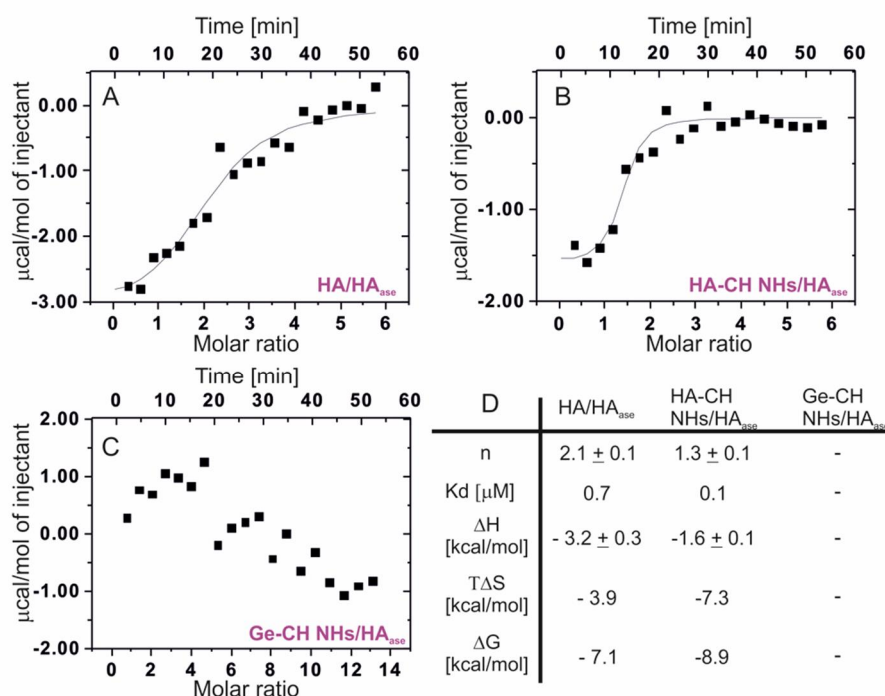 Time [min]
0 10 20 30 40 50 60
A
0.00
-1.00
-2.00
-3.00
μcal/mol of injectant
HA/HAase
0 1 2 3 4 5 6
Molar ratio
Time [min]
0 10 20 30 40 50 60
B
0.00
-1.00
-2.00
μcal/mol of injectant
HA-CH NHs/HAase
0 1 2 3 4 5 6
Molar ratio
Time [min]
0 10 20 30 40 50 60
2.00
C
1.00
0.00
-1.00
-2.00
μcal/mol of injectant
Ge-CH NHs/HAase
0 2 4 6 8 10 12 14
Molar ratio
D HA/HAase HA-CH NHs/HAase Ge-CH NHs/HAase
n 2.1 ± 0.1 1.3 ± 0.1 -
Kd [μM] 0.7 0.1 -
ΔH [kcal/mol] - 3.2 ± 0.3 -1.6 ± 0.1 -
TΔS [kcal/mol] - 3.9 -7.3 -
ΔG [kcal/mol] - 7.1 -8.9 -